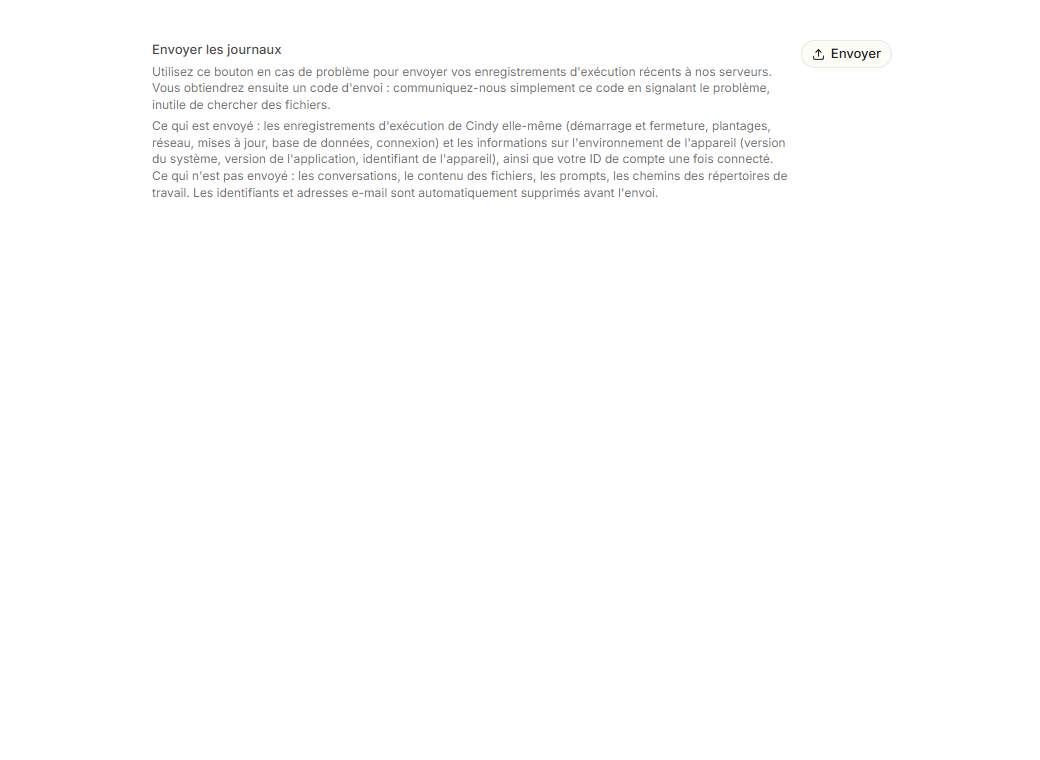 Envoyer les journaux
Envoyer
Utilisez ce bouton en cas de problème pour envoyer vos enregistrements d'exécution récents à nos serveurs.
Vous obtiendrez ensuite un code d'envoi : communiquez-nous simplement ce code en signalant le problème,
inutile de chercher des fichiers.
Ce qui est envoyé : les enregistrements d'exécution de Cindy elle-même (démarrage et fermeture, plantages,
réseau, mises à jour, base de données, connexion) et les informations sur l'environnement de l'appareil (version
du système, version de l'application, identifiant de l'appareil), ainsi que votre ID de compte une fois connecté.
Ce qui n'est pas envoyé : les conversations, le contenu des fichiers, les prompts, les chemins des répertoires de
travail. Les identifiants et adresses e-mail sont automatiquement supprimés avant l'envoi.